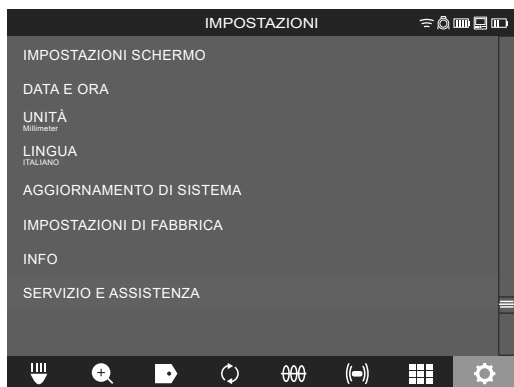 IMPOSTAZIONI
IMPOSTAZIONI SCHERMO
DATA E ORA
UNITÀ
Millimeter
LINGUA
ITALIANO
AGGIORNAMENTO DI SISTEMA
IMPOSTAZIONI DI FABBRICA
INFO
SERVIZIO E ASSISTENZA